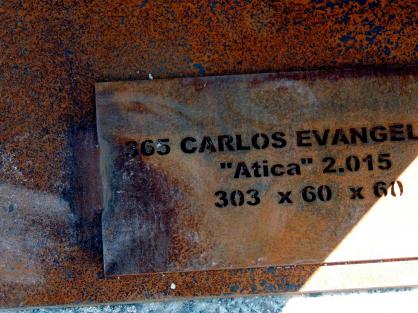 365 CARLOS EVANGEL
"Atica" 2.015
303 x 60 x 60